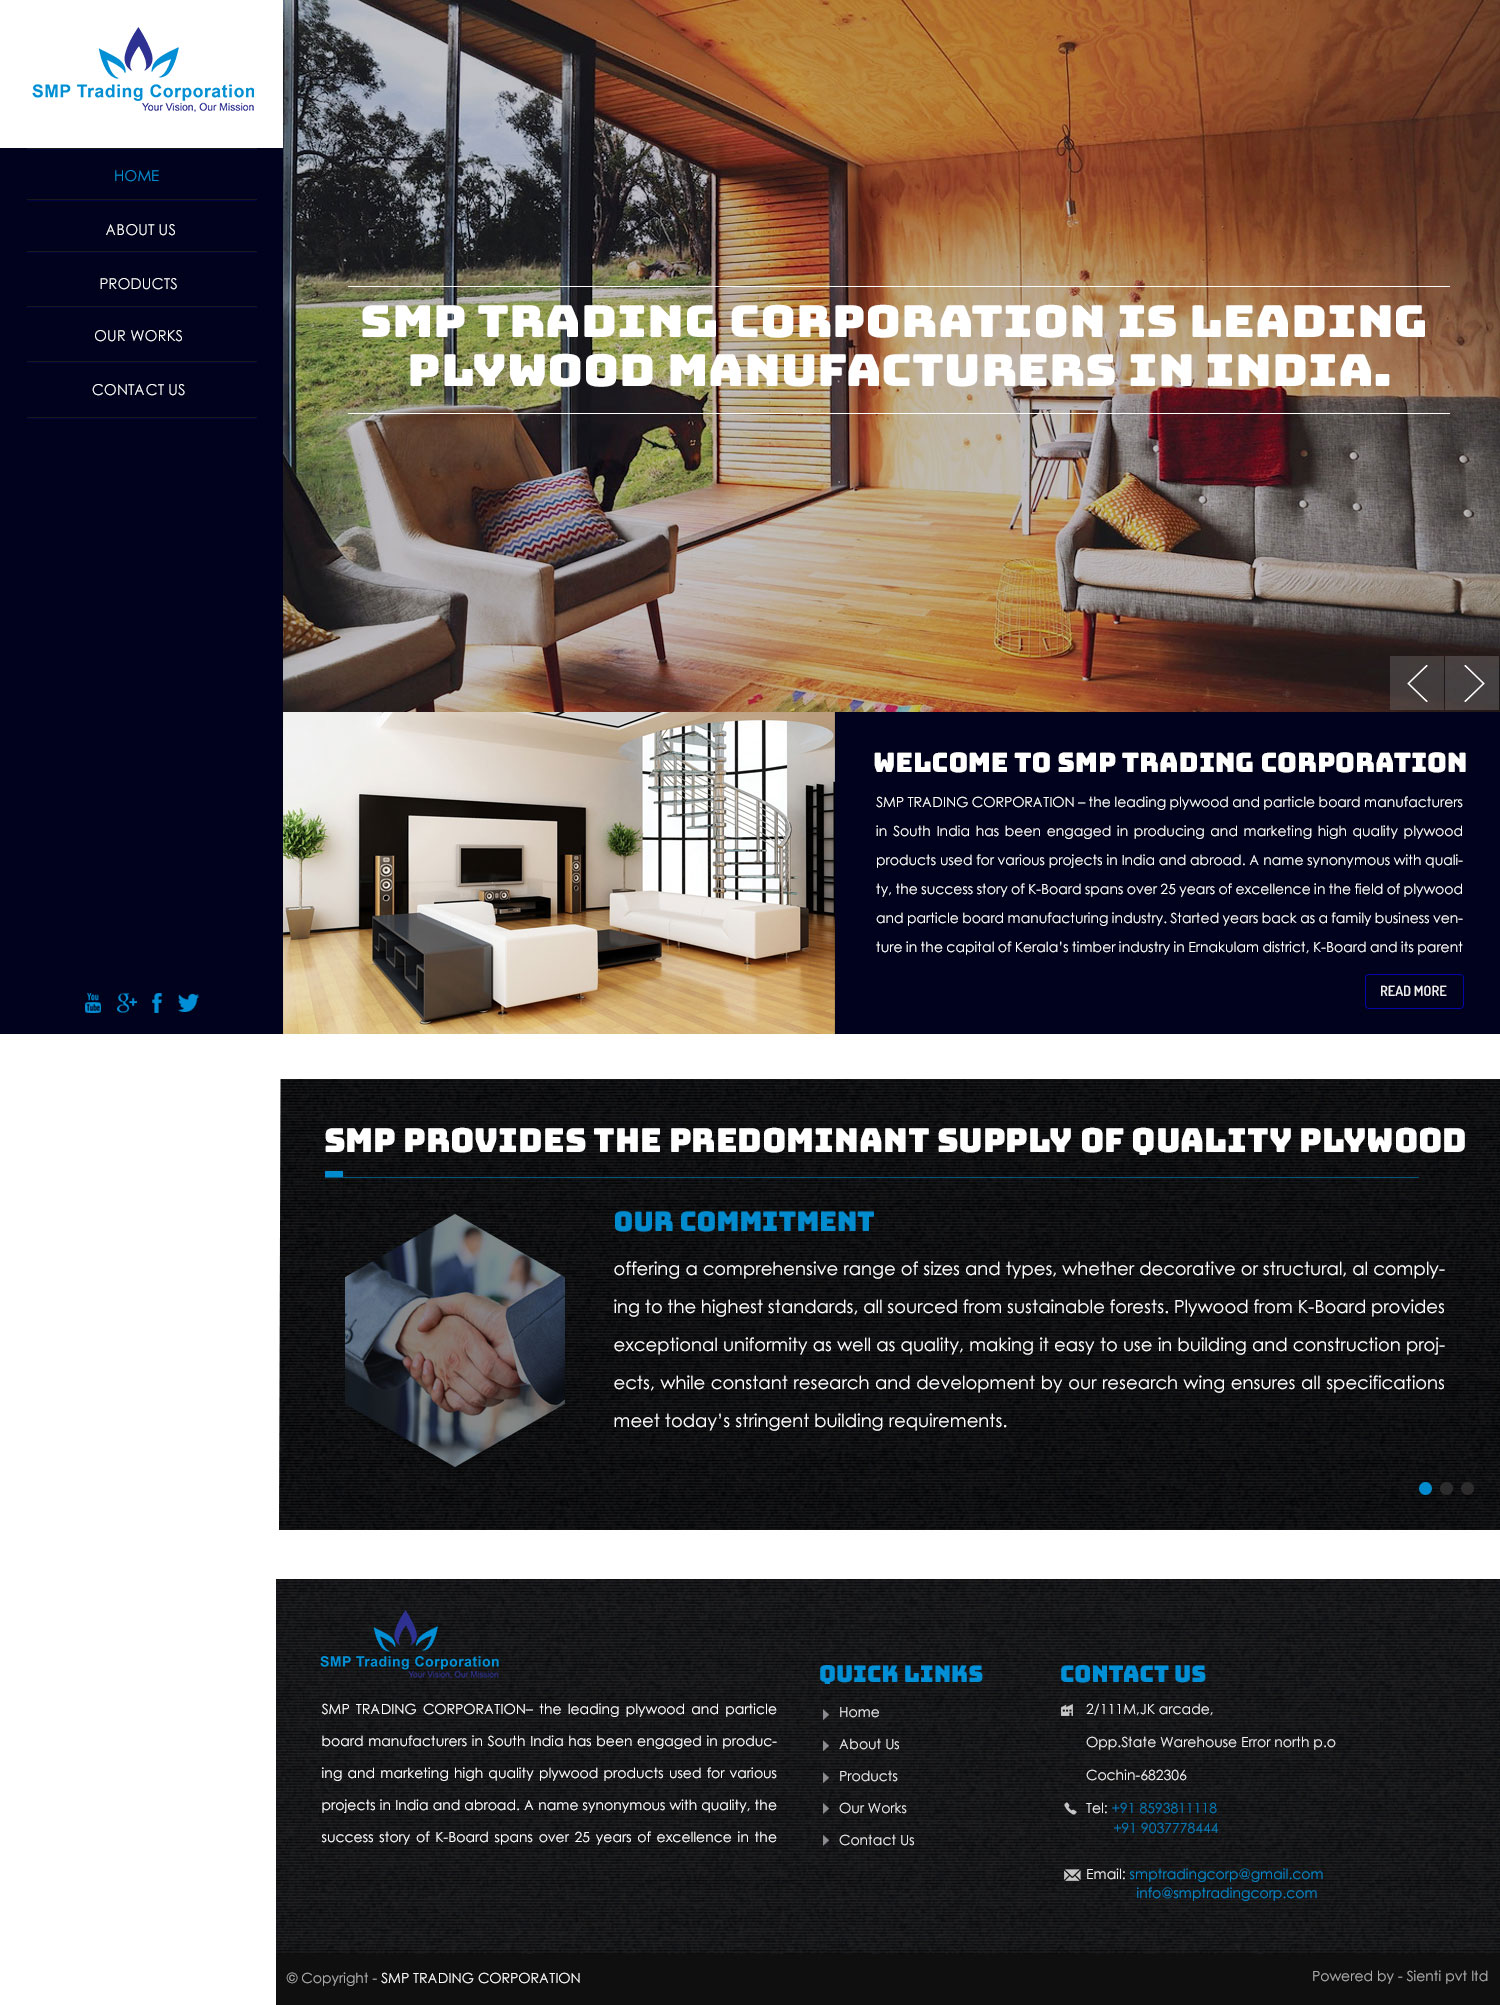 SMP Trading Corporation
Your Vision, Our Mission
HOME
ABOUT US
PRODUCTS
OUR WORKS
CONTACT US
You
Tube
SMP TRADING CORPORATION IS LEADING
PLYWOOD MANUFACTURERS IN INDIA.
WELCOME TO SMP TRADING CORPORATION
SMP TRADING CORPORATION – the leading plywood and particle board manufacturers
in South India has been engaged in producing and marketing high quality plywood
products used for various projects in India and abroad. A name synonymous with quali-
ty, the success story of K-Board spans over 25 years of excellence in the field of plywood
and particle board manufacturing industry. Started years back as a family business ven-
ture in the capital of Kerala's timber industry in Ernakulam district, K-Board and its parent
READ MORE
SMP PROVIDES THE PREDOMINANT SUPPLY OF QUALITY PLYWOOD
OUR COMMITMENT
offering a comprehensive range of sizes and types, whether decorative or structural, al comply-
ing to the highest standards, all sourced from sustainable forests. Plywood from K-Board provides
exceptional uniformity as well as quality, making it easy to use in building and construction proj-
ects, while constant research and development by our research wing ensures all specifications
meet today's stringent building requirements.
SMP Trading Corporation
Your Vision, Our Mission
SMP TRADING CORPORATION– the leading plywood and particle
board manufacturers in South India has been engaged in produc-
ing and marketing high quality plywood products used for various
projects in India and abroad. A name synonymous with quality, the
success story of K-Board spans over 25 years of excellence in the
QUICK LINKS
Home
About Us
Products
Our Works
Contact Us
CONTACT US
2/111M,JK arcade,
Opp.State Warehouse Error north p.o
Cochin-682306
Tel: +91 8593811118
+91 9037778444
Email: smptradingcorp@gmail.com
info@smptradingcorp.com
© Copyright - SMP TRADING CORPORATION
Powered by - Sienti pvt ltd